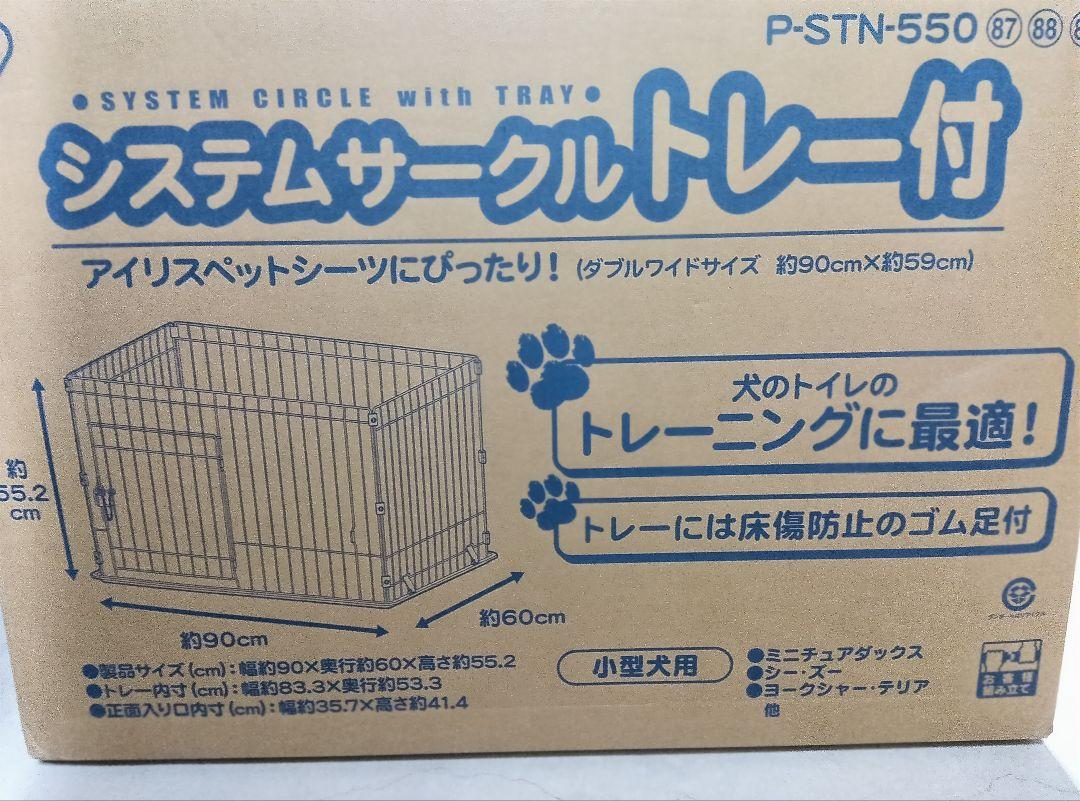 P-STN-550 87 88
●SYSTEM CIRCLE with TRAY●
システムサークルトレー付
アイリスペットシーツにぴったり! (ダブルワイドサイズ 約90cm×約59cm)
犬のトイレの
トレーニングに最適!
トレーには床傷防止のゴム足付
約
55.2
cm
約90cm
約60cm
●製品サイズ(cm):幅約90×奥行約60×高さ約55.2
●トレー内寸(cm):幅約83.3×奥行約53.3
●正面入り口内寸(cm):幅約35.7×高さ約41.4
小型犬用
●ミニチュアダックス
●シー・ズー
●ヨークシャー・テリア
他
お客様
組み立て